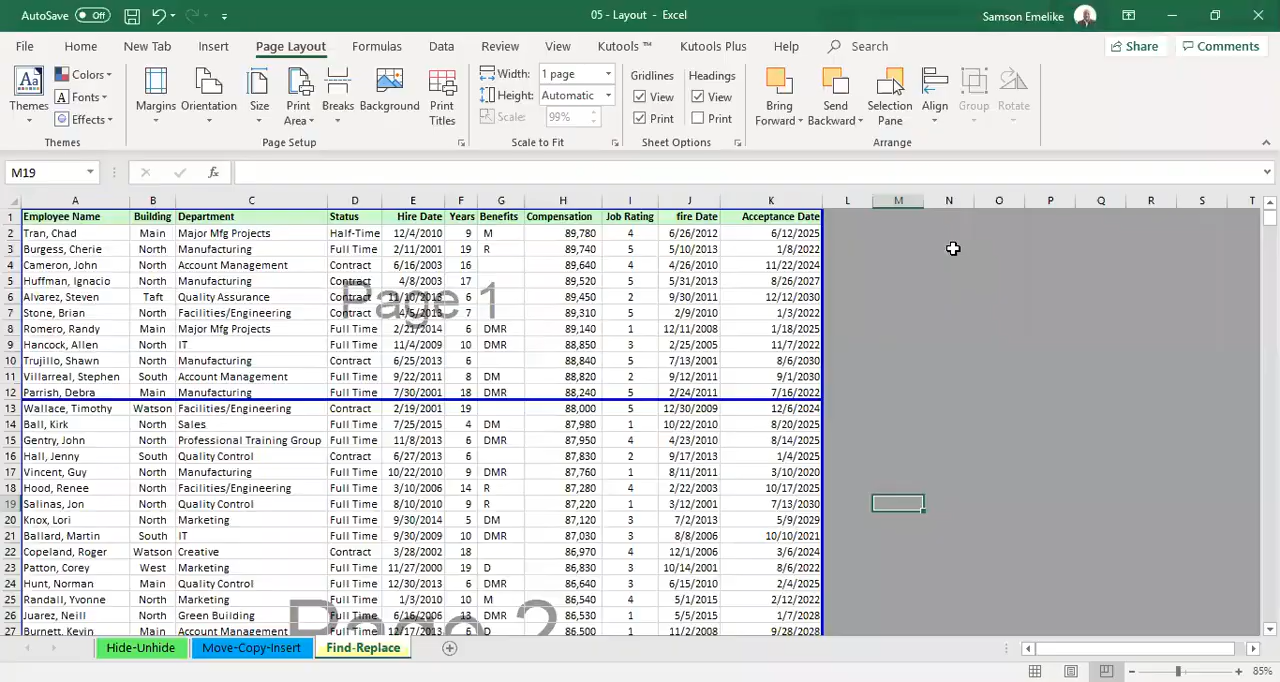 AutoSave Off 05 - Layout - Excel Samson Emelike
File Home New Tab Insert Page Layout Formulas Data Review View Kutools ™ Kutools Plus Help Search Share Comments
Colors Width: 1 page Gridlines Headings
Fonts Height: Automatic View View
Effects Scale: 99% Print Print
Themes Margins Orientation Size Print Area Breaks Background Print Titles Bring Forward Send Backward Selection Pane Align Group Rotate
Themes Page Setup Scale to Fit Sheet Options Arrange
M19 fx
A B C D E F G H I J K L M N O P Q R S T
1 Employee Name Building Department Status Hire Date Years Benefits Compensation Job Rating fire Date Acceptance Date
2 Tran, Chad Main Major Mfg Projects Half-Time 12/4/2010 9 M 89,780 4 6/26/2012 6/12/2025
3 Burgess, Cherie North Manufacturing Full Time 2/11/2001 19 R 89,740 5 5/10/2013 1/8/2022
4 Cameron, John North Account Management Contract 6/16/2003 16 89,640 4 4/26/2010 11/22/2024
5 Huffman, Ignacio North Manufacturing Contract 4/8/2003 17 89,520 5 5/31/2013 8/26/2027
6 Alvarez, Steven Taft Quality Assurance Contract 11/10/2013 6 89,450 2 9/30/2011 12/12/2030
Page 1
7 Stone, Brian North Facilities/Engineering Contract 4/5/2013 7 89,310 5 2/9/2010 1/3/2022
8 Romero, Randy Main Major Mfg Projects Full Time 2/21/2014 6 DMR 89,140 1 12/11/2008 1/18/2025
9 Hancock, Allen North IT Full Time 11/4/2009 10 DMR 88,850 3 2/25/2005 11/7/2022
10 Trujillo, Shawn North Manufacturing Contract 6/25/2013 6 88,840 5 7/13/2001 8/6/2030
11 Villarreal, Stephen South Account Management Full Time 9/22/2011 8 DM 88,820 2 9/12/2011 9/1/2030
12 Parrish, Debra Main Manufacturing Full Time 7/30/2001 18 DMR 88,240 5 2/24/2011 7/16/2022
13 Wallace, Timothy Watson Facilities/Engineering Contract 2/19/2001 19 88,000 5 12/30/2009 12/6/2024
14 Ball, Kirk North Sales Full Time 7/25/2015 4 DM 87,980 1 10/22/2010 8/20/2025
15 Gentry, John North Professional Training Group Full Time 11/8/2013 6 DMR 87,950 4 4/23/2010 8/14/2025
16 Hall, Jenny South Quality Control Contract 6/27/2013 6 87,830 2 9/17/2013 1/4/2025
17 Vincent, Guy North Manufacturing Full Time 10/22/2010 9 DMR 87,760 1 8/11/2011 3/10/2020
18 Hood, Renee North Facilities/Engineering Full Time 3/10/2006 14 R 87,280 4 2/22/2003 10/17/2025
19 Salinas, Jon North Quality Control Full Time 8/10/2010 9 R 87,220 1 3/12/2001 7/13/2030
20 Knox, Lori North Marketing Full Time 9/30/2014 5 DM 87,120 3 7/2/2013 5/9/2029
21 Ballard, Martin South IT Full Time 9/30/2009 10 DMR 87,030 3 8/8/2006 10/10/2021
22 Copeland, Roger Watson Creative Contract 3/28/2002 18 86,970 4 12/1/2006 3/6/2024
23 Patton, Corey West Marketing Full Time 11/27/2000 19 D 86,830 3 10/14/2001 8/6/2022
24 Hunt, Norman Main Quality Control Full Time 12/30/2013 6 DMR 86,640 3 6/15/2010 2/4/2025
25 Randall, Yvonne North Marketing Full Time 1/3/2010 10 M 86,540 4 5/1/2015 2/12/2022
26 Juarez, Neill North Green Building Full Time 6/16/2006 13 DMR 86,530 1 5/5/2015 1/7/2028
Page 2
27 Burnett, Kevin Main Account Management Full Time 12/17/2013 6 D 86,500 1 11/2/2008 9/28/2028
Hide-Unhide Move-Copy-Insert Find-Replace
85%